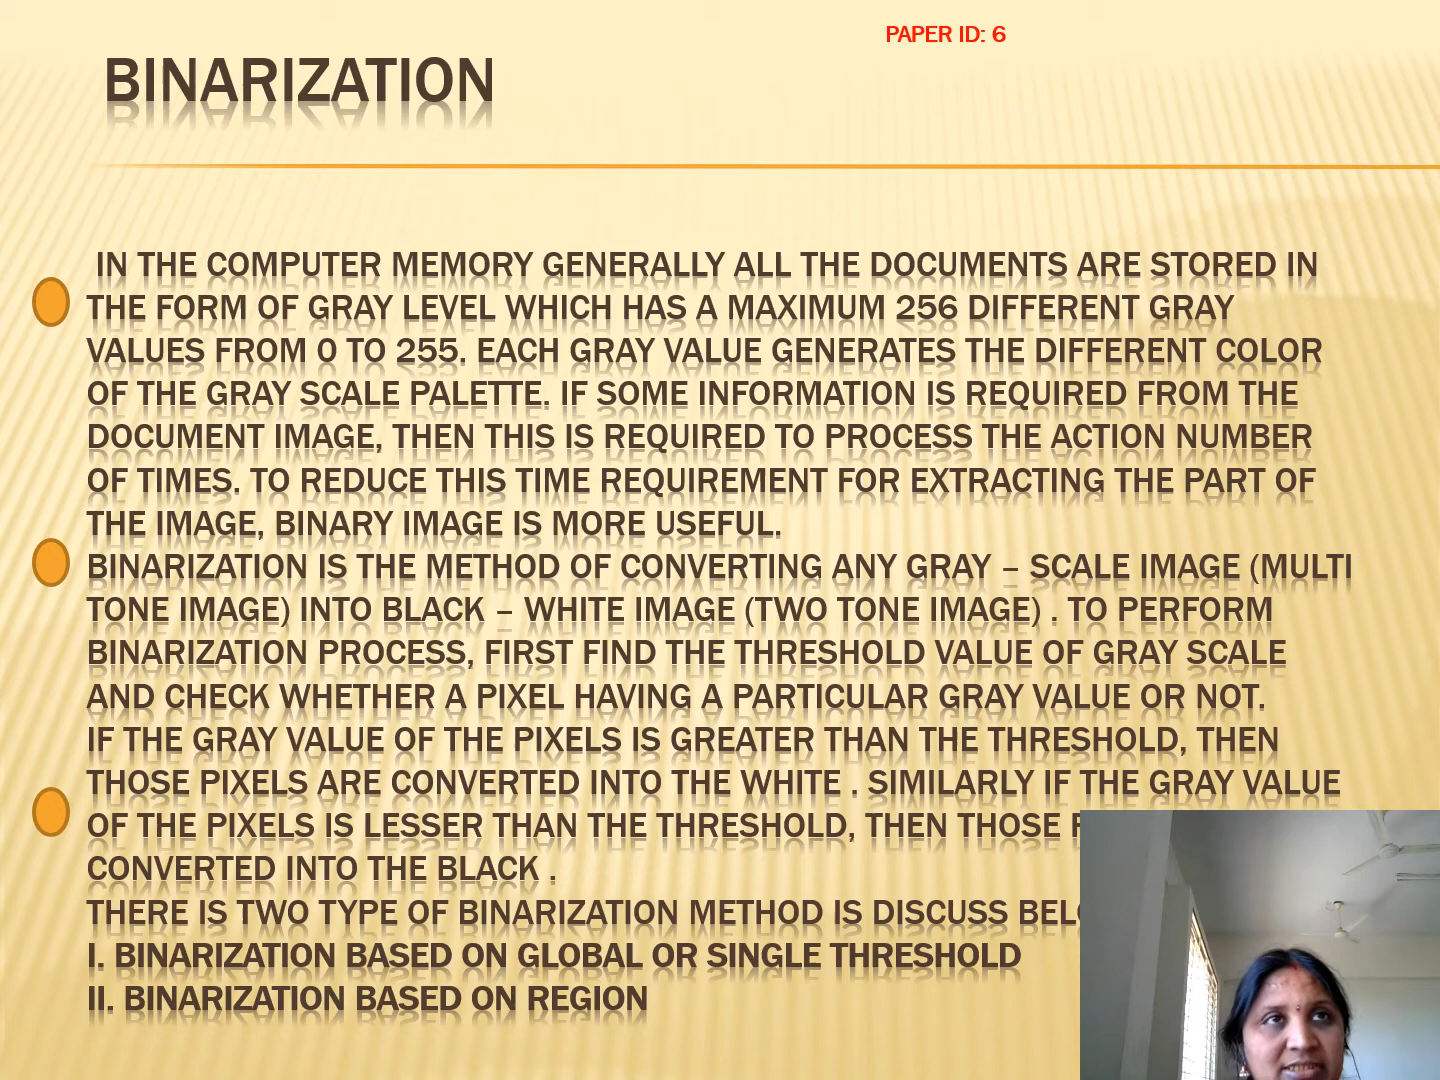 PAPER ID: 6
BINARIZATION
IN THE COMPUTER MEMORY GENERALLY ALL THE DOCUMENTS ARE STORED IN
THE FORM OF GRAY LEVEL WHICH HAS A MAXIMUM 256 DIFFERENT GRAY
VALUES FROM 0 TO 255. EACH GRAY VALUE GENERATES THE DIFFERENT COLOR
OF THE GRAY SCALE PALETTE. IF SOME INFORMATION IS REQUIRED FROM THE
DOCUMENT IMAGE, THEN THIS IS REQUIRED TO PROCESS THE ACTION NUMBER
OF TIMES. TO REDUCE THIS TIME REQUIREMENT FOR EXTRACTING THE PART OF
THE IMAGE, BINARY IMAGE IS MORE USEFUL.
BINARIZATION IS THE METHOD OF CONVERTING ANY GRAY – SCALE IMAGE (MULTI
TONE IMAGE) INTO BLACK – WHITE IMAGE (TWO TONE IMAGE) . TO PERFORM
BINARIZATION PROCESS, FIRST FIND THE THRESHOLD VALUE OF GRAY SCALE
AND CHECK WHETHER A PIXEL HAVING A PARTICULAR GRAY VALUE OR NOT.
IF THE GRAY VALUE OF THE PIXELS IS GREATER THAN THE THRESHOLD, THEN
THOSE PIXELS ARE CONVERTED INTO THE WHITE . SIMILARLY IF THE GRAY VALUE
OF THE PIXELS IS LESSER THAN THE THRESHOLD, THEN THOSE
CONVERTED INTO THE BLACK .
THERE IS TWO TYPE OF BINARIZATION METHOD IS DISCUSS
I. BINARIZATION BASED ON GLOBAL OR SINGLE THRESHOLD
II. BINARIZATION BASED ON REGION